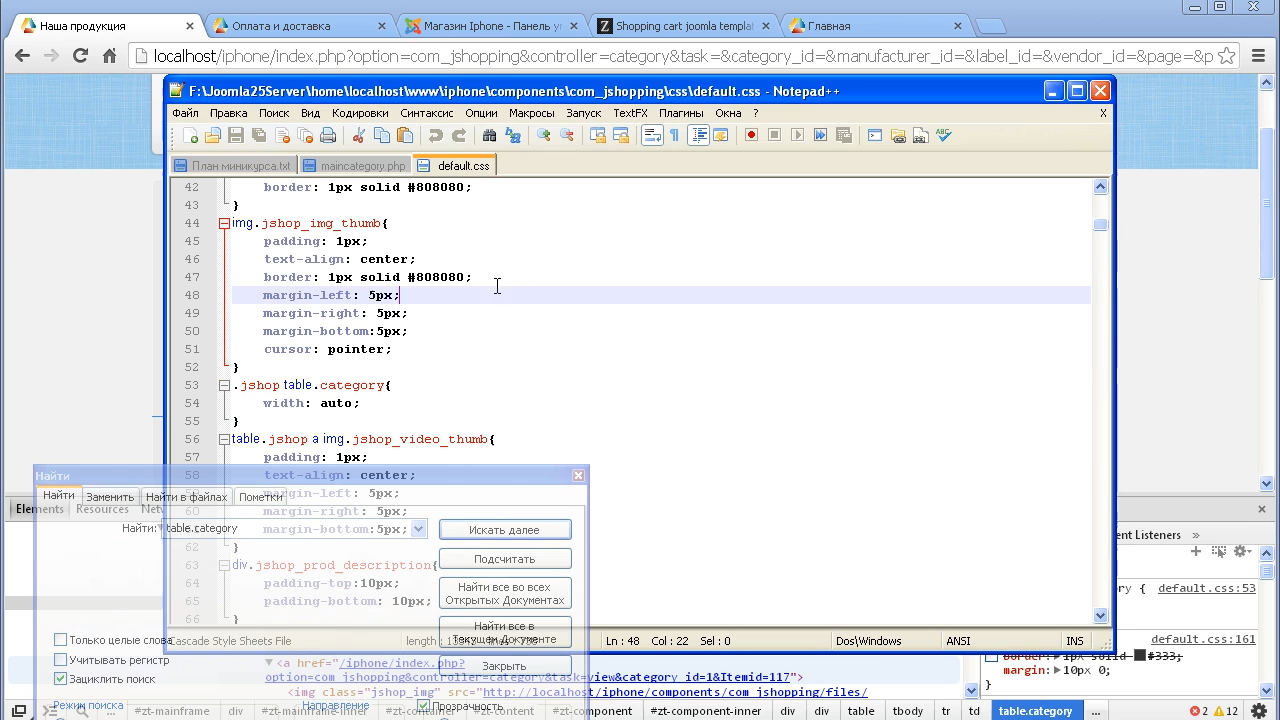 Наша продукция
Оплата и доставка
Магазин Iphone - Панель уп
Shopping cart joomla templat
Главная
localhost/iphone/index.php?option=com_jshopping&controller=category&task=&category_id=&manufacturer_id=&label_id=&vendor_id=&page=&p
F:\Joomla25Server\home\localhost\www\iphone\components\com_jshopping\css\default.css - Notepad++
Файл Правка Поиск Вид Кодировки Синтаксис Опции Макросы Запуск TextFX Плагины Окна ? X
План миникурса.txt maincategory.php default.css
42 border: 1px solid #808080;
43 }
44 img.jshop_img_thumb{
45 padding: 1px;
46 text-align: center;
47 border: 1px solid #808080;
48 margin-left: 5px;
49 margin-right: 5px;
50 margin-bottom:5px;
51 cursor: pointer;
52 }
53 .jshop table.category{
54 width: auto;
55 }
56 table.jshop a img.jshop_video_thumb{
57 padding: 1px;
58 text-align: center;
margin-left: 5px;
60 margin-right: 5px;
margin-bottom:5px;
62 }
63 div.jshop_prod_description{
64 padding-top:10px;
65 padding-bottom: 10px;
66 }
Найти
Найти Заменить Найти в файлах Пометки
Elements Resources Netw
Найти: table.category
Искать далее
Подсчитать
Найти все во всех
Открытых Документах
Найти все в
Текущем Документе
Закрыть
Только целые слова
Учитывать регистр
Зациклить поиск
Режим поиска
Направление
Прозрачность
Cascade Style Sheets File
Ln : 48 Col : 22 Sel : 0
Dos\Windows ANSI INS
ent Listeners »
gory { default.css:53
default.css:161
border: 1px solid #333;
margin: 10px 0;
}
<a href="/iphone/index.php?
option=com_jshopping&controller=category&task=view&category_id=1&Itemid=117">
<img class="jshop_img" src="http://localhost/iphone/components/com_jshopping/files/
#zt-mainframe div #zt-container #zt-content #zt-component #zt-component-inner div div table tbody tr td table.category ...
2 12